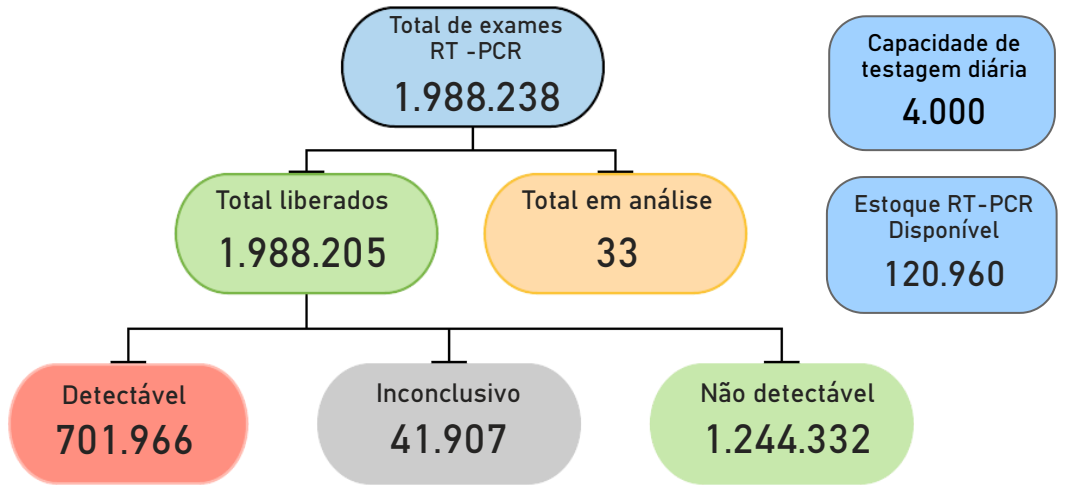 Total de exames
RT -PCR
1.988.238
Capacidade de
testagem diária
4.000
Total liberados
1.988.205
Total em análise
33
Estoque RT-PCR
Disponível
120.960
Detectável
701.966
Inconclusivo
41.907
Não detectável
1.244.332